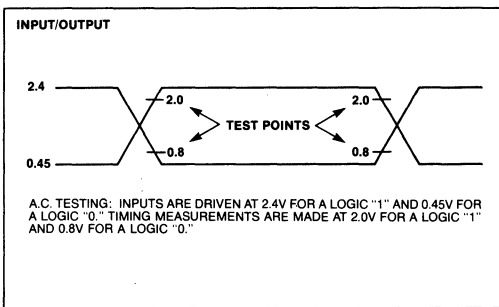 INPUT/OUTPUT
2.4
2.0
2.0
TEST POINTS
0.8
0.8
0.45
A.C. TESTING: INPUTS ARE DRIVEN AT 2.4V FOR A LOGIC "1" AND 0.45V FOR
A LOGIC "0." TIMING MEASUREMENTS ARE MADE AT 2.0V FOR A LOGIC "1"
AND 0.8V FOR A LOGIC "0."